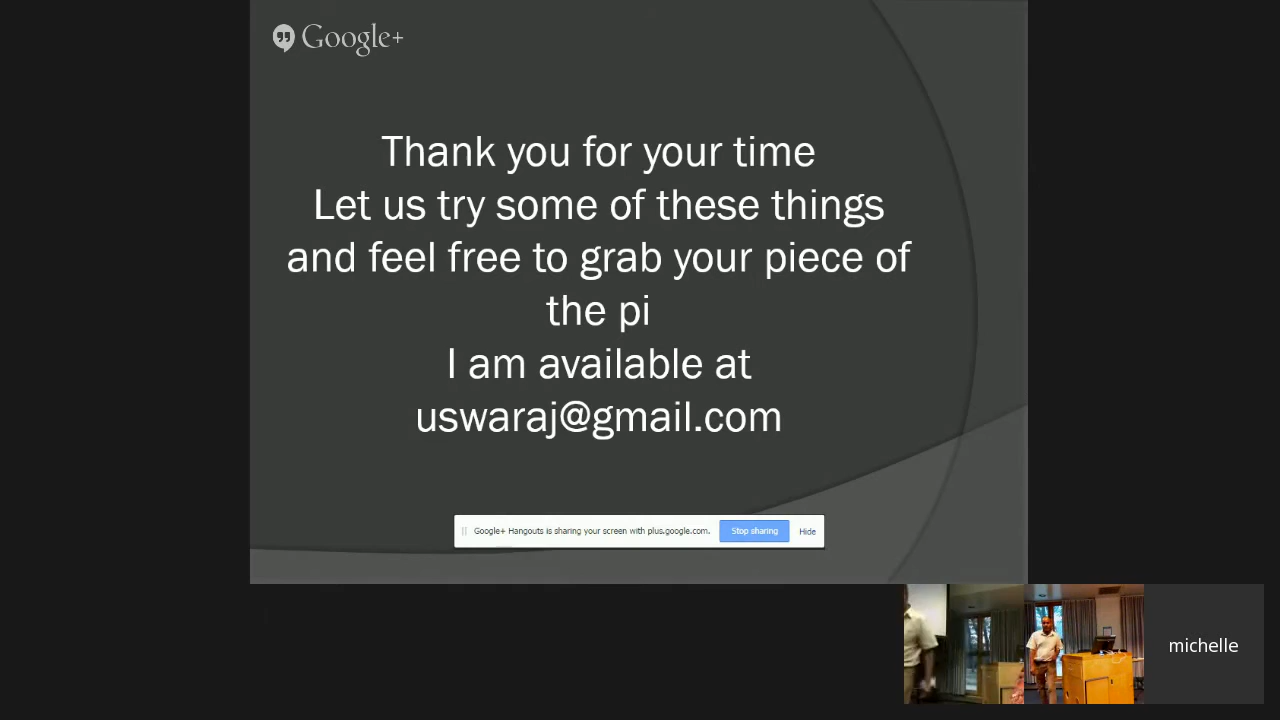 Google+
Thank you for your time
Let us try some of these things
and feel free to grab your piece of
the pi
I am available at
uswaraj@gmail.com
Google+ Hangouts is sharing your screen with plus.google.com. Stop sharing Hide
michelle